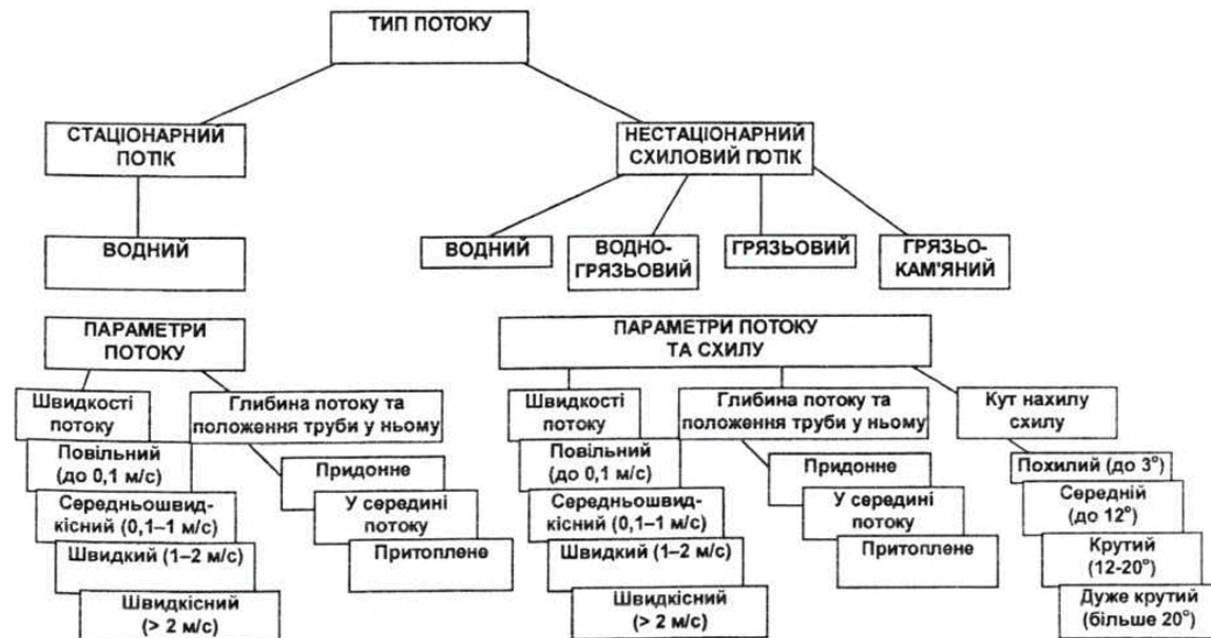 ТИП ПОТОКУ
СТАЦІОНАРНИЙ
ПОТІК
НЕСТАЦІОНАРНИЙ
СХИЛОВИЙ ПОТІК
ВОДНИЙ
ВОДНИЙ
ВОДНО-
ГРЯЗЬОВИЙ
ГРЯЗЬОВИЙ
ГРЯЗЬО-
КАМ'ЯНИЙ
ПАРАМЕТРИ
ПОТОКУ
Швидкості
потоку
Повільний
(до 0,1 м/с)
Середньошвид-
кісний (0,1–1 м/с)
Швидкий (1–2 м/с)
Швидкісний
(> 2 м/с)
Глибина потоку та
положення труби у ньому
Придонне
У середині
потоку
Притоплене
ПАРАМЕТРИ ПОТОКУ
ТА СХИЛУ
Швидкості
потоку
Повільний
(до 0,1 м/с)
Середньошвид-
кісний (0,1–1 м/с)
Швидкий (1–2 м/с)
Швидкісний
(> 2 м/с)
Глибина потоку та
положення труби у ньому
Придонне
У середині
потоку
Притоплене
Кут нахилу
схилу
Похилий (до 3°)
Середній
(до 12°)
Крутий
(12-20°)
Дуже крутий
(більше 20°)